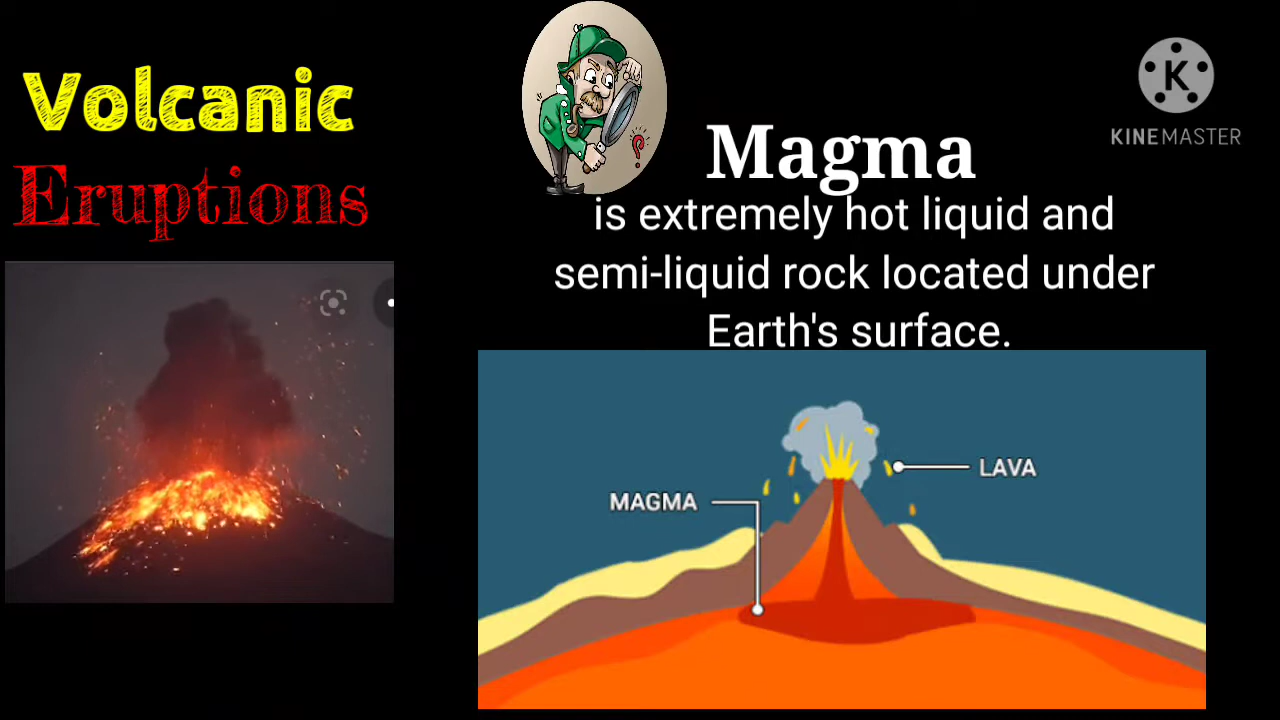 Volcanic
Eruptions
K
KINEMASTER
?
Magma
is extremely hot liquid and
semi-liquid rock located under
Earth's surface.
LAVA
MAGMA